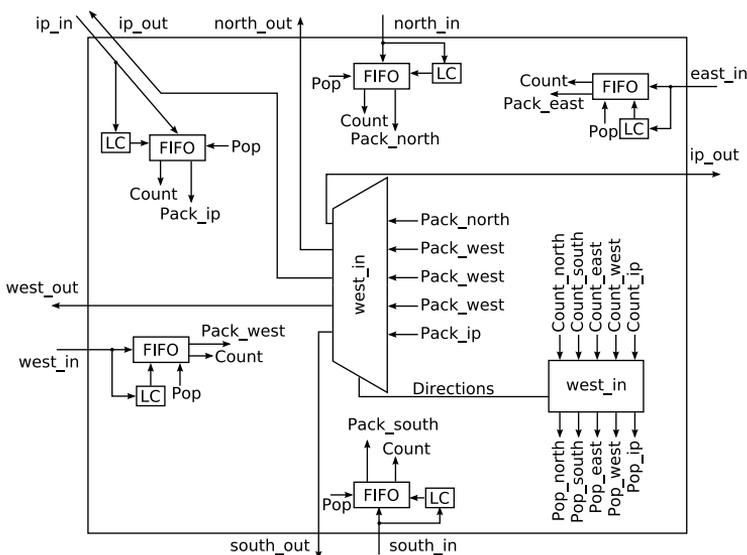 ip_in
ip_out
north_out
north_in
Pop
FIFO
LC
Count
Pack_north
Count
FIFO
east_in
Pack_east
Pop
LC
LC
FIFO
Pop
Count
Pack_ip
ip_out
west_in
Pack_north
Pack_west
Pack_west
Pack_west
Pack_ip
Count_north
Count_south
Count_east
Count_west
Count_ip
west_out
west_in
FIFO
Pack_west
Count
LC
Pop
Directions
west_in
Pop_north
Pop_south
Pop_east
Pop_west
Pop_ip
Pack_south
Count
Pop
FIFO
LC
south_out
south_in